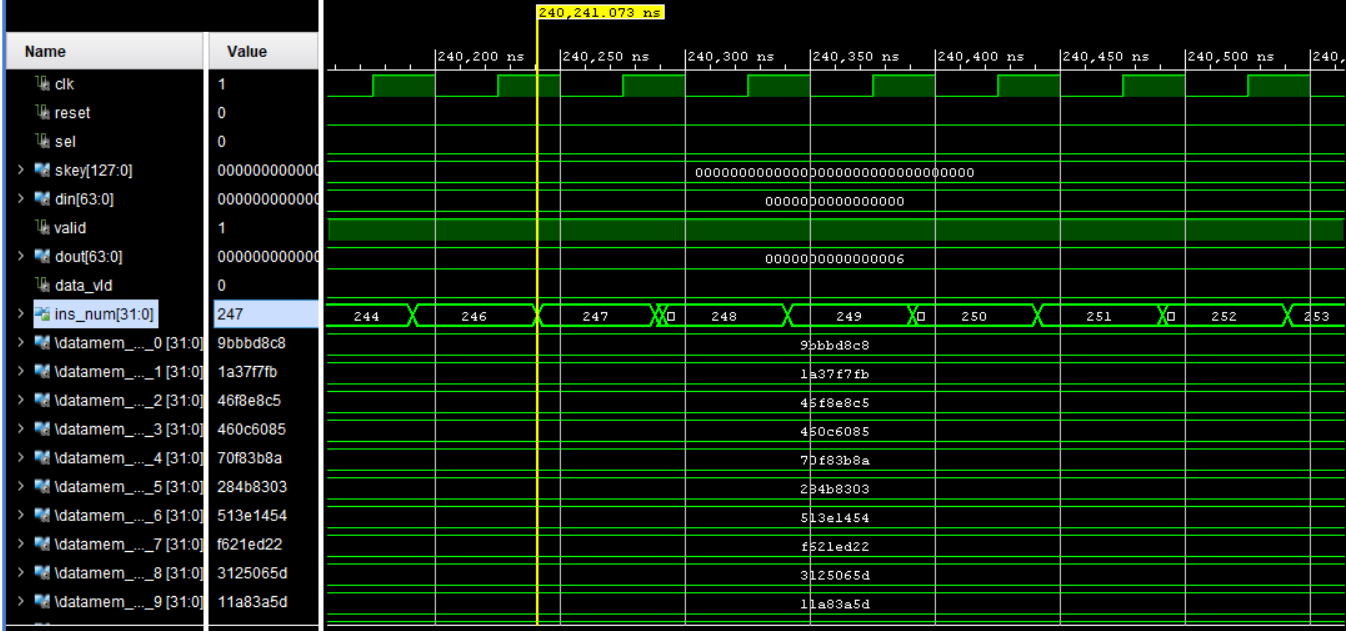 240,241.073 ns
Name Value
240,200 ns 240,250 ns 240,300 ns 240,350 ns 240,400 ns 240,450 ns 240,500 ns 240,
clk 1
reset 0
sel 0
> skey[127:0] 000000000000 00000000000000000000000000000000
> din[63:0] 000000000000 0000000000000000
valid 1
> dout[63:0] 000000000000 0000000000000006
data_vld 0
> ins_num[31:0] 247 244 246 247 248 249 250 251 252 253
> \datamem_..._0 [31:0] 9bbbd8c8 9bbbd8c8
> \datamem_..._1 [31:0] 1a37f7fb 1a37f7fb
> \datamem_..._2 [31:0] 46f8e8c5 46f8e8c5
> \datamem_..._3 [31:0] 460c6085 460c6085
> \datamem_..._4 [31:0] 70f83b8a 70f83b8a
> \datamem_..._5 [31:0] 284b8303 284b8303
> \datamem_..._6 [31:0] 513e1454 513e1454
> \datamem_..._7 [31:0] f621ed22 f621ed22
> \datamem_..._8 [31:0] 3125065d 3125065d
> \datamem_..._9 [31:0] 11a83a5d 11a83a5d